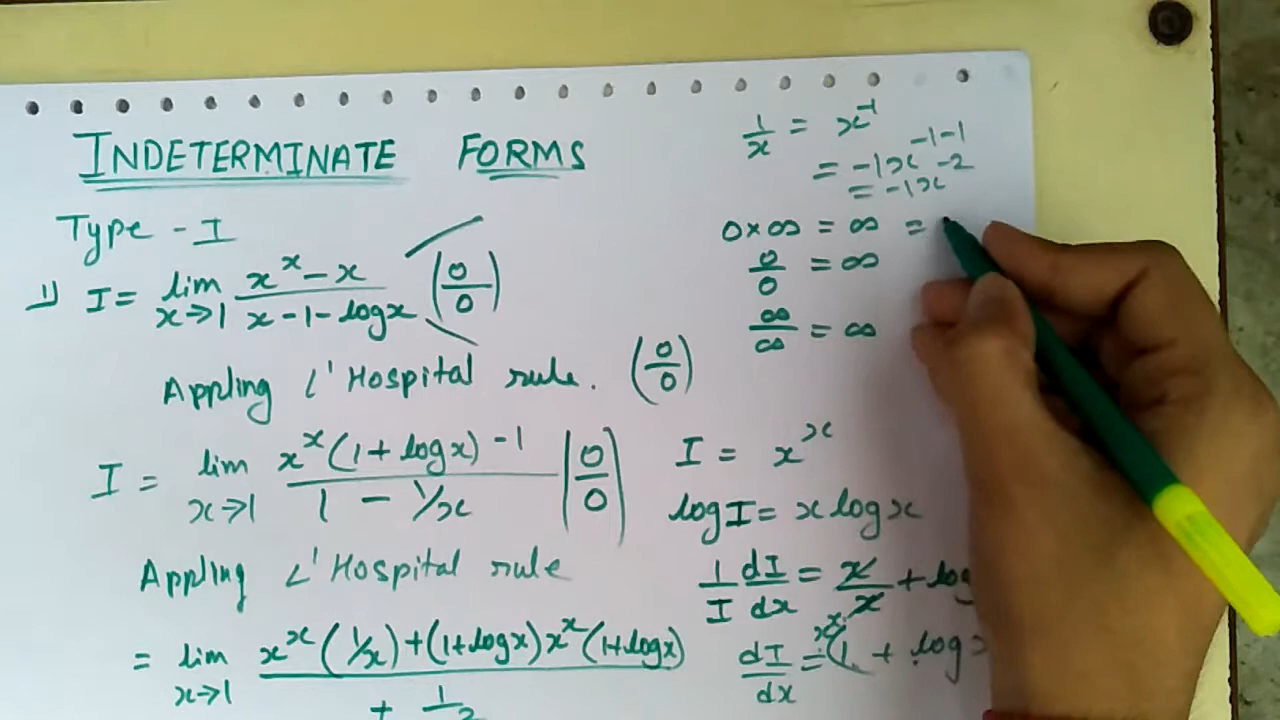 INDETERMINATE FORMS
Type - I
1) I = lim x→1 (x^x - x)/(x - 1 - log x) (0/0)
Appling L'Hospital rule. (0/0)
I = lim x→1 (x^x (1 + log x) - 1)/(1 - 1/x) (0/0)
Appling L'Hospital rule
= lim x→1 (x^x (1/x) + (1 + log x) x^x (1 + log x))/(+ 1/
1/x = x^-1
= -1x^-1-1
= -1x^-2
0 × ∞ = ∞ =
0/0 = ∞
∞/∞ = ∞
I = x^x
log I = x log x
1/I dI/dx = x/x + log
dI/dx = x^x (1 + log x